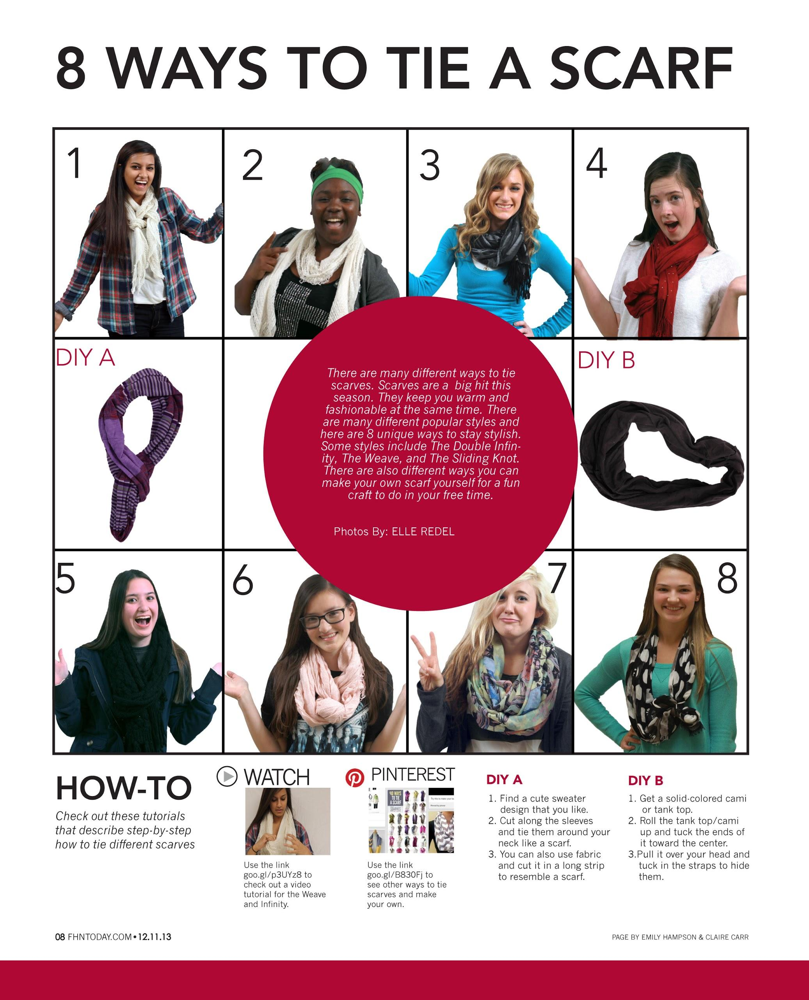 8 WAYS TO TIE A SCARF
1
2
3
4
DIY A
There are many different ways to tie
scarves. Scarves are a  big hit this
season. They keep you warm and
fashionable at the same time. There
are many different popular styles and
here are 8 unique ways to stay stylish.
Some styles include The Double Infin-
ity, The Weave, and The Sliding Knot.
There are also different ways you can
make your own scarf yourself for a fun
craft to do in your free time.
Photos By: ELLE REDEL
DIY B
5
6
7
8
HOW-TO
Check out these tutorials
that describe step-by-step
how to tie different scarves
WATCH
Use the link
goo.gl/p3UYz8 to
check out a video
tutorial for the Weave
and Infinity.
PINTEREST
40 WAYS
TO TIE
A SCARF
SCARVES
Use the link
goo.gl/B830Fj to
see other ways to tie
scarves and make
your own.
DIY A
1. Find a cute sweater
design that you like.
2. Cut along the sleeves
and tie them around your
neck like a scarf.
3. You can also use fabric
and cut it in a long strip
to resemble a scarf.
DIY B
1. Get a solid-colored cami
or tank top.
2. Roll the tank top/cami
up and tuck the ends of
it toward the center.
3.Pull it over your head and
tuck in the straps to hide
them.
08 FHNTODAY.COM•12.11.13
PAGE BY EMILY HAMPSON & CLAIRE CARR